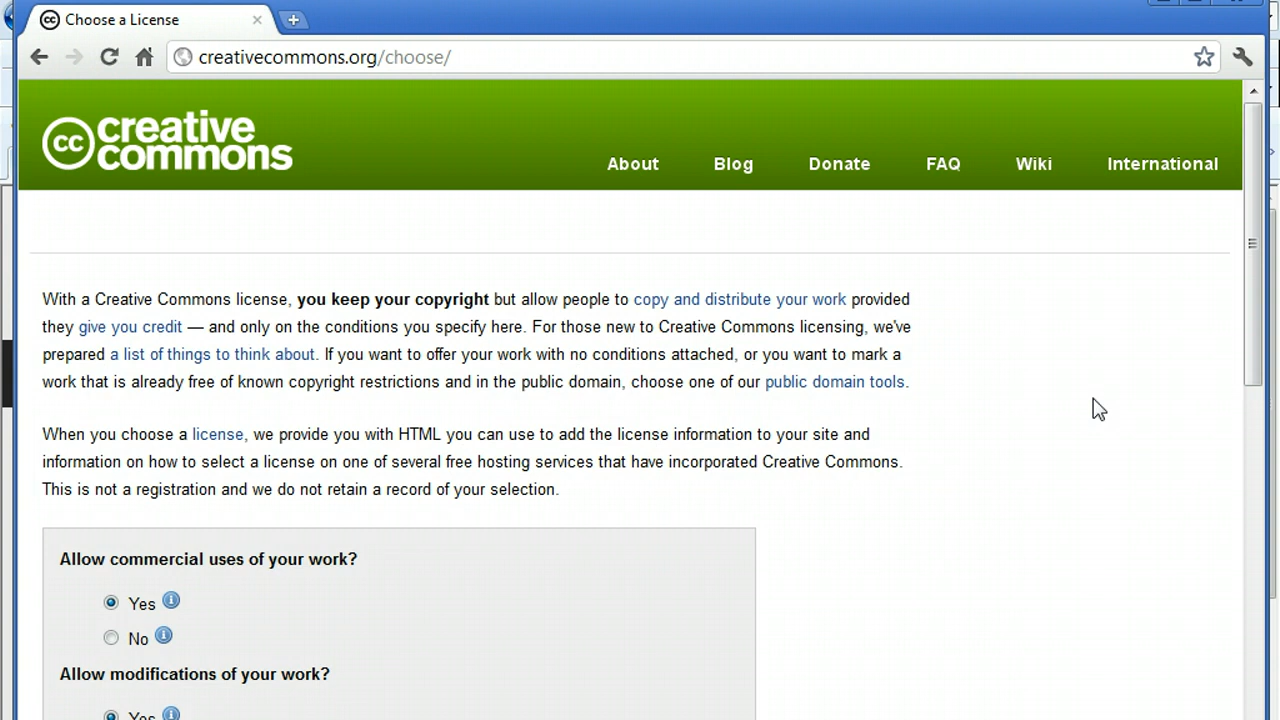 Choose a License
creativecommons.org/choose/
cc creative
commons
About Blog Donate FAQ Wiki International
With a Creative Commons license, you keep your copyright but allow people to copy and distribute your work provided
they give you credit — and only on the conditions you specify here. For those new to Creative Commons licensing, we've
prepared a list of things to think about. If you want to offer your work with no conditions attached, or you want to mark a
work that is already free of known copyright restrictions and in the public domain, choose one of our public domain tools.
When you choose a license, we provide you with HTML you can use to add the license information to your site and
information on how to select a license on one of several free hosting services that have incorporated Creative Commons.
This is not a registration and we do not retain a record of your selection.
Allow commercial uses of your work?
Yes
No
Allow modifications of your work?
Yes